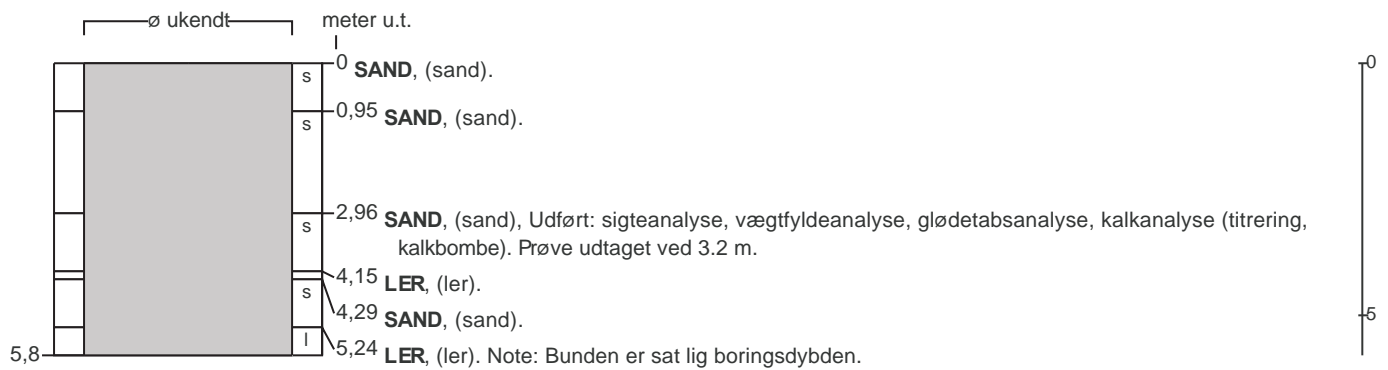 ø ukendt meter u.t.
0 SAND, (sand). 0
s
0,95 SAND, (sand).
s
2,96 SAND, (sand), Udført: sigteanalyse, vægtfyldeanalyse, glødetabsanalyse, kalkanalyse (titrering,
s kalkbombe). Prøve udtaget ved 3.2 m.
4,15 LER, (ler).
s
4,29 SAND, (sand). 5
l
5,8 5,24 LER, (ler). Note: Bunden er sat lig boringsdybden.